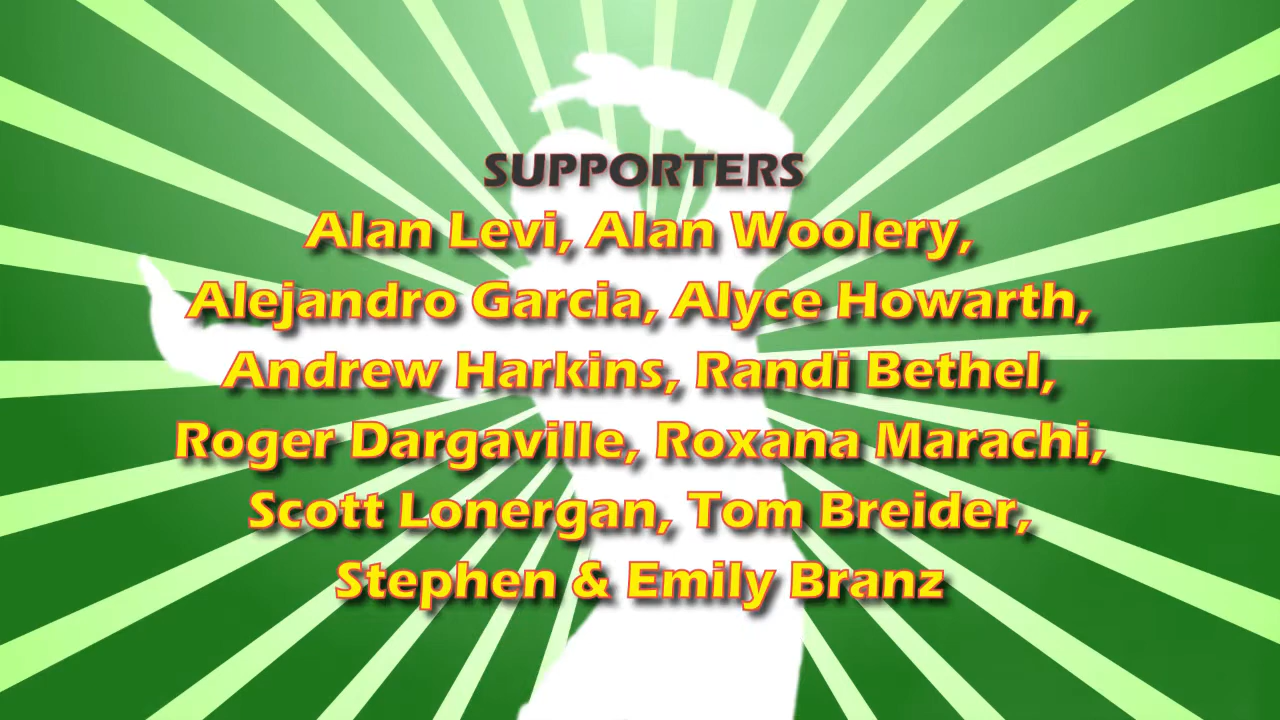 SUPPORTERS
Alan Levi, Alan Woolery,
Alejandro Garcia, Alyce Howarth,
Andrew Harkins, Randi Bethel,
Roger Dargaville, Roxana Marachi,
Scott Lonergan, Tom Breider,
Stephen & Emily Branz